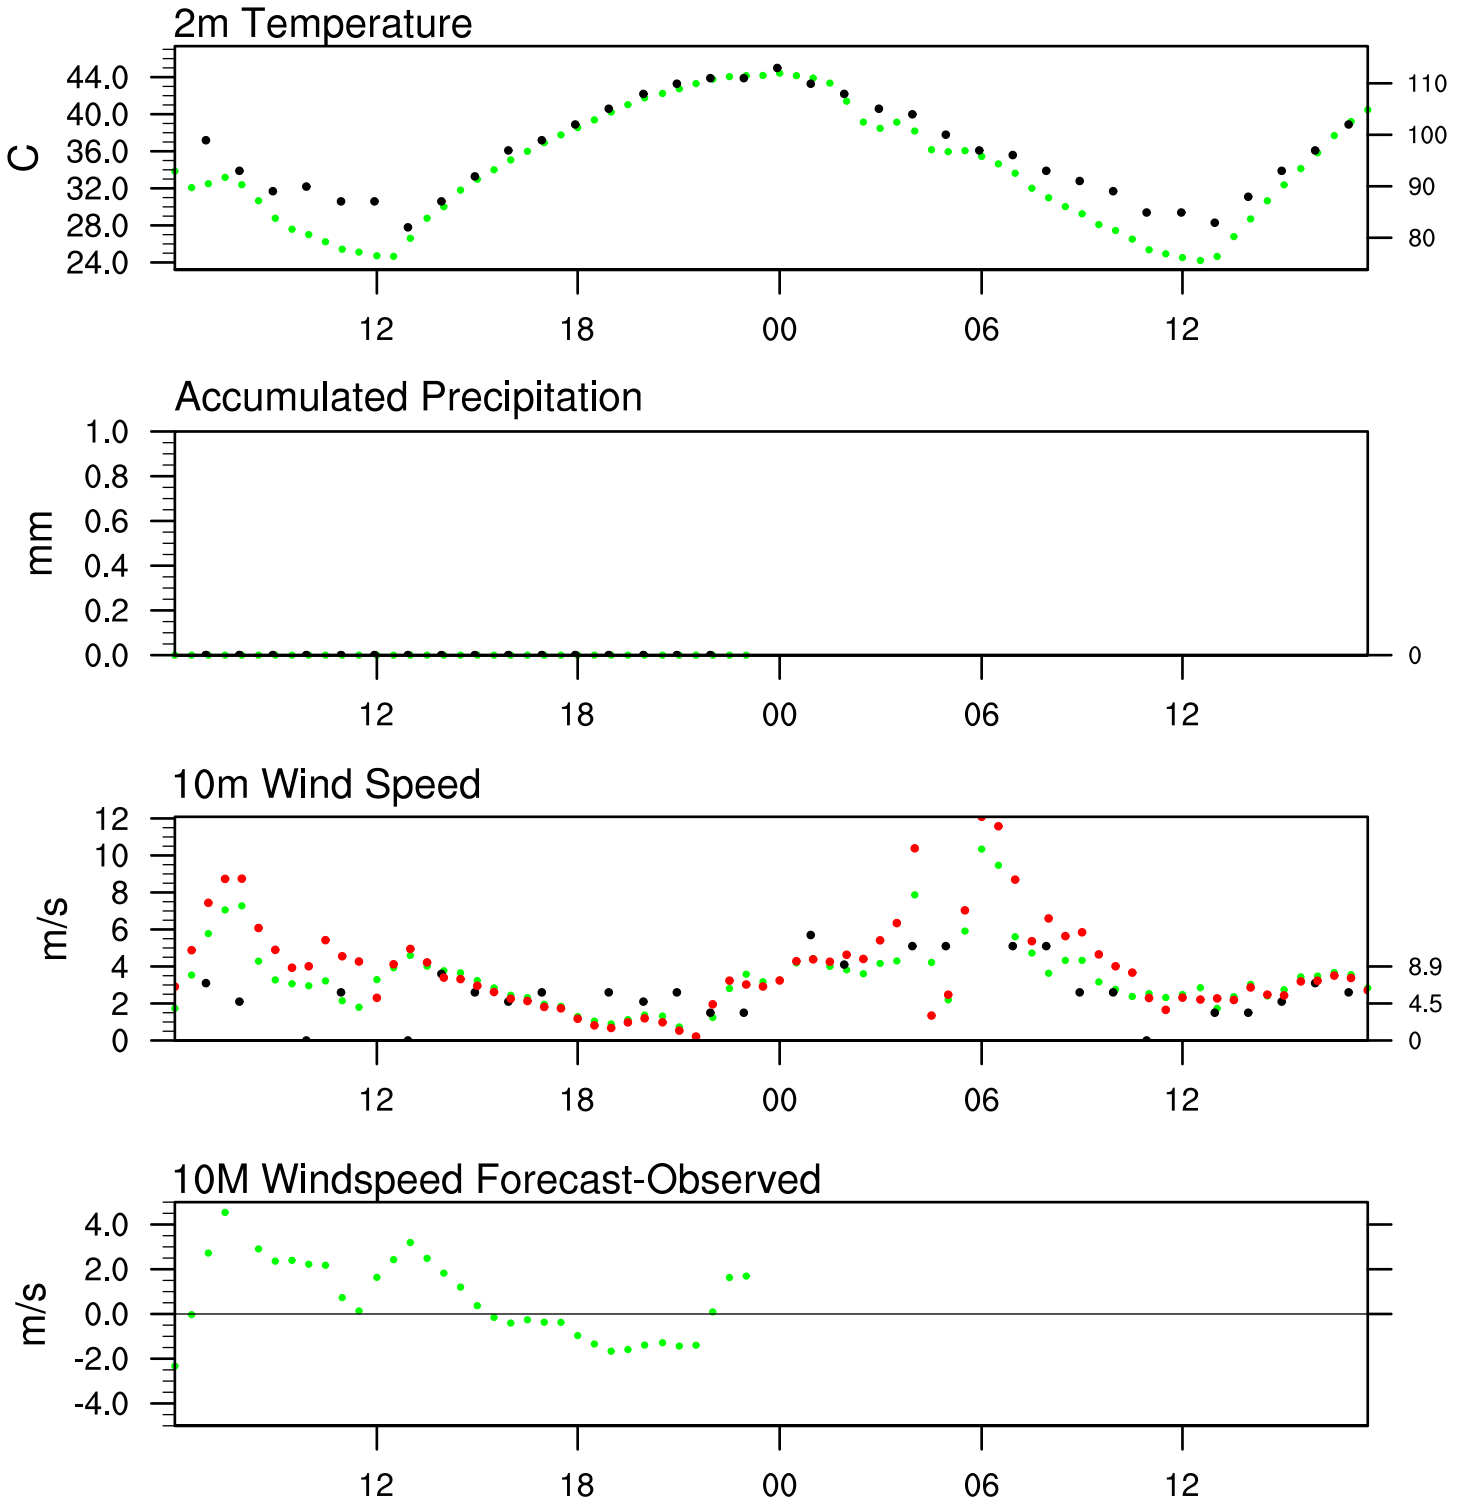 2m Temperature
44.0
40.0
36.0
32.0
28.0
24.0
C
110
100
90
80
12 18 00 06 12
Accumulated Precipitation
1.0
0.8
0.6
0.4
0.2
0.0
mm
0
12 18 00 06 12
10m Wind Speed
12
10
8
6
4
2
0
m/s
8.9
4.5
0
12 18 00 06 12
10M Windspeed Forecast-Observed
4.0
2.0
0.0
-2.0
-4.0
m/s
12 18 00 06 12